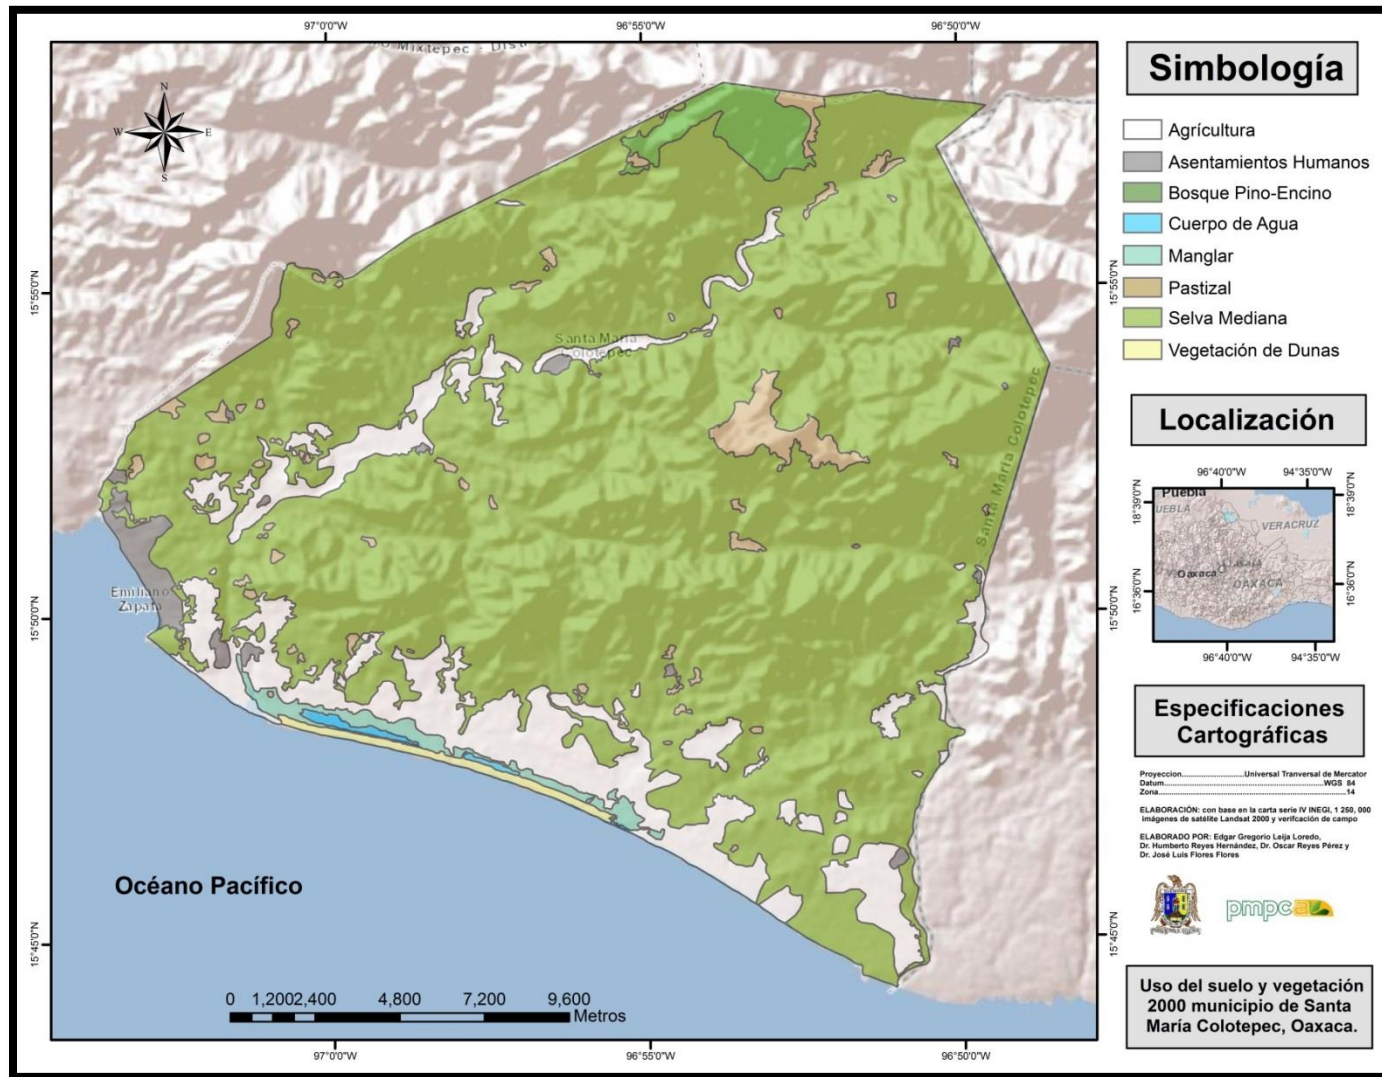 97°0'0"W
96°55'0"W
96°50'0"W
Mixtepec - Dist
N
W
E
S
15°55'0"N
15°55'0"N
Santa María
Colotepec
Santa María Colotepec
Emiliano
Zapata
15°50'0"N
15°50'0"N
Océano Pacífico
15°45'0"N
15°45'0"N
0 1,200 2,400 4,800 7,200 9,600
Metros
97°0'0"W
96°55'0"W
96°50'0"W
Simbología
Agrícultura
Asentamientos Humanos
Bosque Pino-Encino
Cuerpo de Agua
Manglar
Pastizal
Selva Mediana
Vegetación de Dunas
Localización
96°40'0"W 94°35'0"W
18°39'0"N
18°39'0"N
Puebla
UEBLA
VERACRUZ
Oaxaca
Oaxaca
OAXACA
16°36'0"N
16°36'0"N
96°40'0"W 94°35'0"W
Especificaciones
Cartográficas
Proyeccion..............................Universal Tranversal de Mercator
Datum..............................WGS 84
Zona..............................14
ELABORACIÓN: con base en la carta serie IV INEGI, 1 250, 000
imágenes de satélite Landsat 2000 y verifcación de campo
ELABORADO POR: Edgar Gregorio Leija Loredo,
Dr. Humberto Reyes Hernández, Dr. Oscar Reyes Pérez y
Dr. José Luis Flores Flores
pmpca
Uso del suelo y vegetación
2000 municipio de Santa
María Colotepec, Oaxaca.